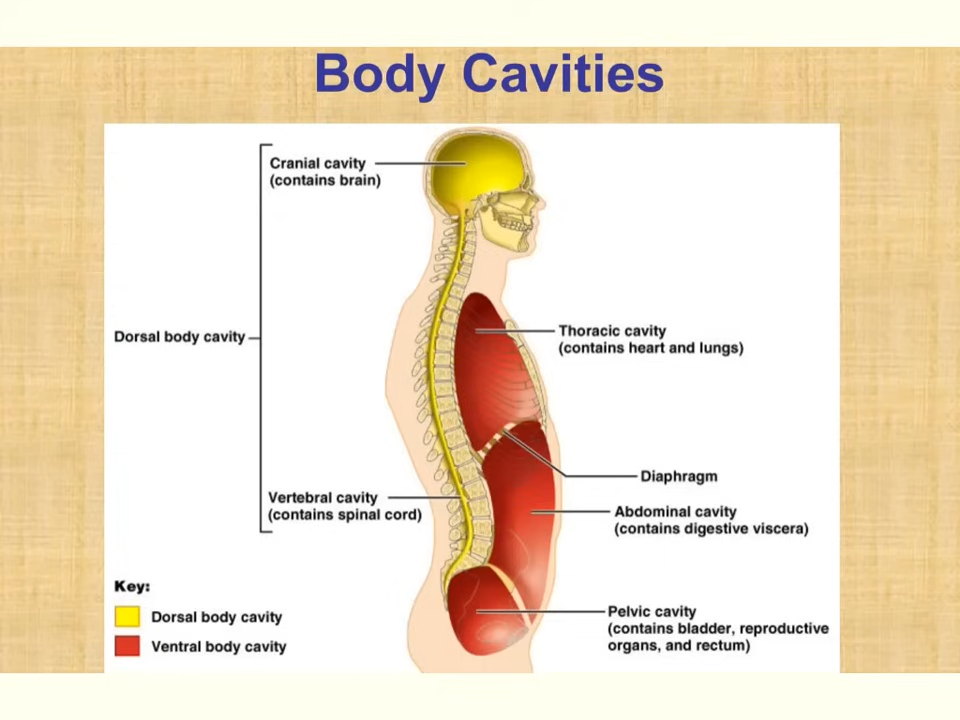 Body Cavities
Cranial cavity
(contains brain)
Dorsal body cavity
Thoracic cavity
(contains heart and lungs)
Diaphragm
Vertebral cavity
(contains spinal cord)
Abdominal cavity
(contains digestive viscera)
Key:
Dorsal body cavity
Ventral body cavity
Pelvic cavity
(contains bladder, reproductive
organs, and rectum)